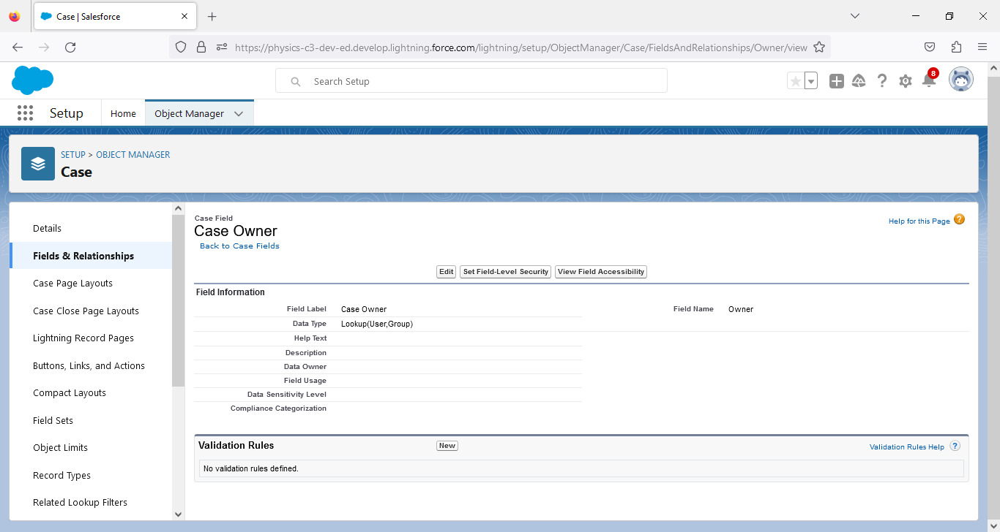 Case | Salesforce
https://physics-c3-dev-ed.develop.lightning.force.com/lightning/setup/ObjectManager/Case/FieldsAndRelationships/Owner/view
Search Setup
8
Setup
Home
Object Manager
SETUP > OBJECT MANAGER
Case
Details
Fields & Relationships
Case Page Layouts
Case Close Page Layouts
Lightning Record Pages
Buttons, Links, and Actions
Compact Layouts
Field Sets
Object Limits
Record Types
Related Lookup Filters
Case Field
Case Owner
Back to Case Fields
Help for this Page ?
Edit Set Field-Level Security View Field Accessibility
Field Information
Field Label Case Owner Field Name Owner
Data Type Lookup(User,Group)
Help Text
Description
Data Owner
Field Usage
Data Sensitivity Level
Compliance Categorization
Validation Rules New Validation Rules Help ?
No validation rules defined.